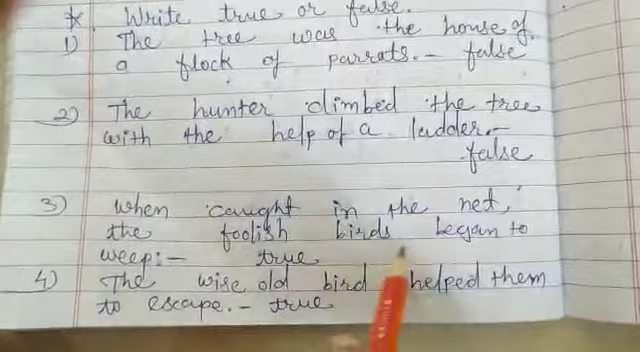 * Write true or false.
1) The tree was the house of
a flock of parrots. - false
2) The hunter climbed the tree
with the help of a ladder. -
false
3) when caught in the net,
the foolish birds began to
weep:- true
4) The wise old bird helped them
to escape. - true